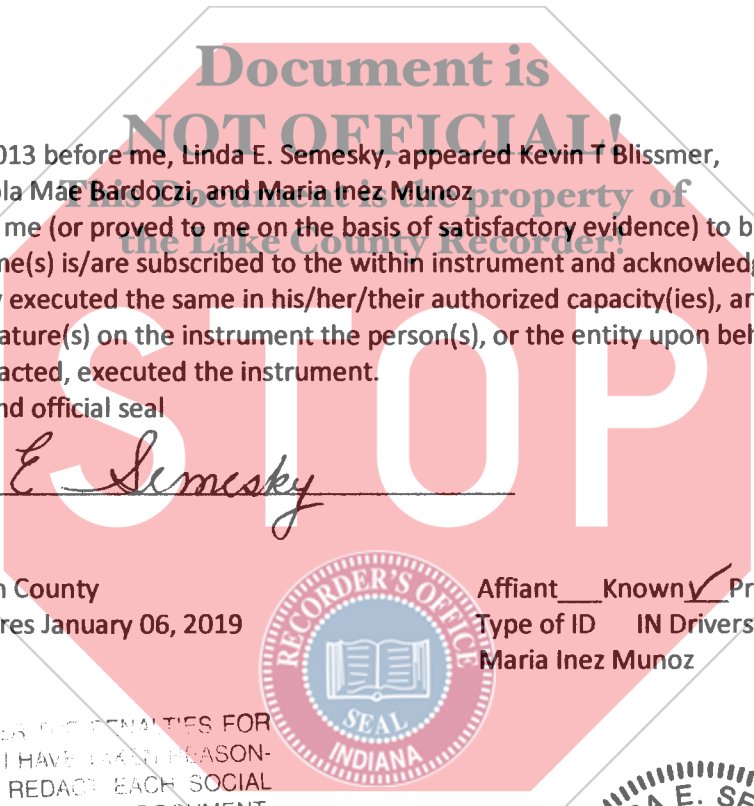 Document is
NOT OFFICIAL!
This Document is the property of
the Lake County Recorder!
013 before me, Linda E. Semesky, appeared Kevin T Blissmer,
ola Mae Bardoczi, and Maria Inez Munoz
me (or proved to me on the basis of satisfactory evidence) to b
me(s) is/are subscribed to the within instrument and acknowledg
y executed the same in his/her/their authorized capacity(ies), an
ature(s) on the instrument the person(s), or the entity upon beh
acted, executed the instrument.
nd official seal
STOP
E Semesky
n County
res January 06, 2019
Affiant___Known✓_Pr
Type of ID IN Drivers
Maria Inez Munoz
RECORDER'S OFFICE
SEAL
INDIANA
PENALTIES FOR
I HAVE TAKEN REASON-
REDACT EACH SOCIAL
DOCUMENT,
A E. SE